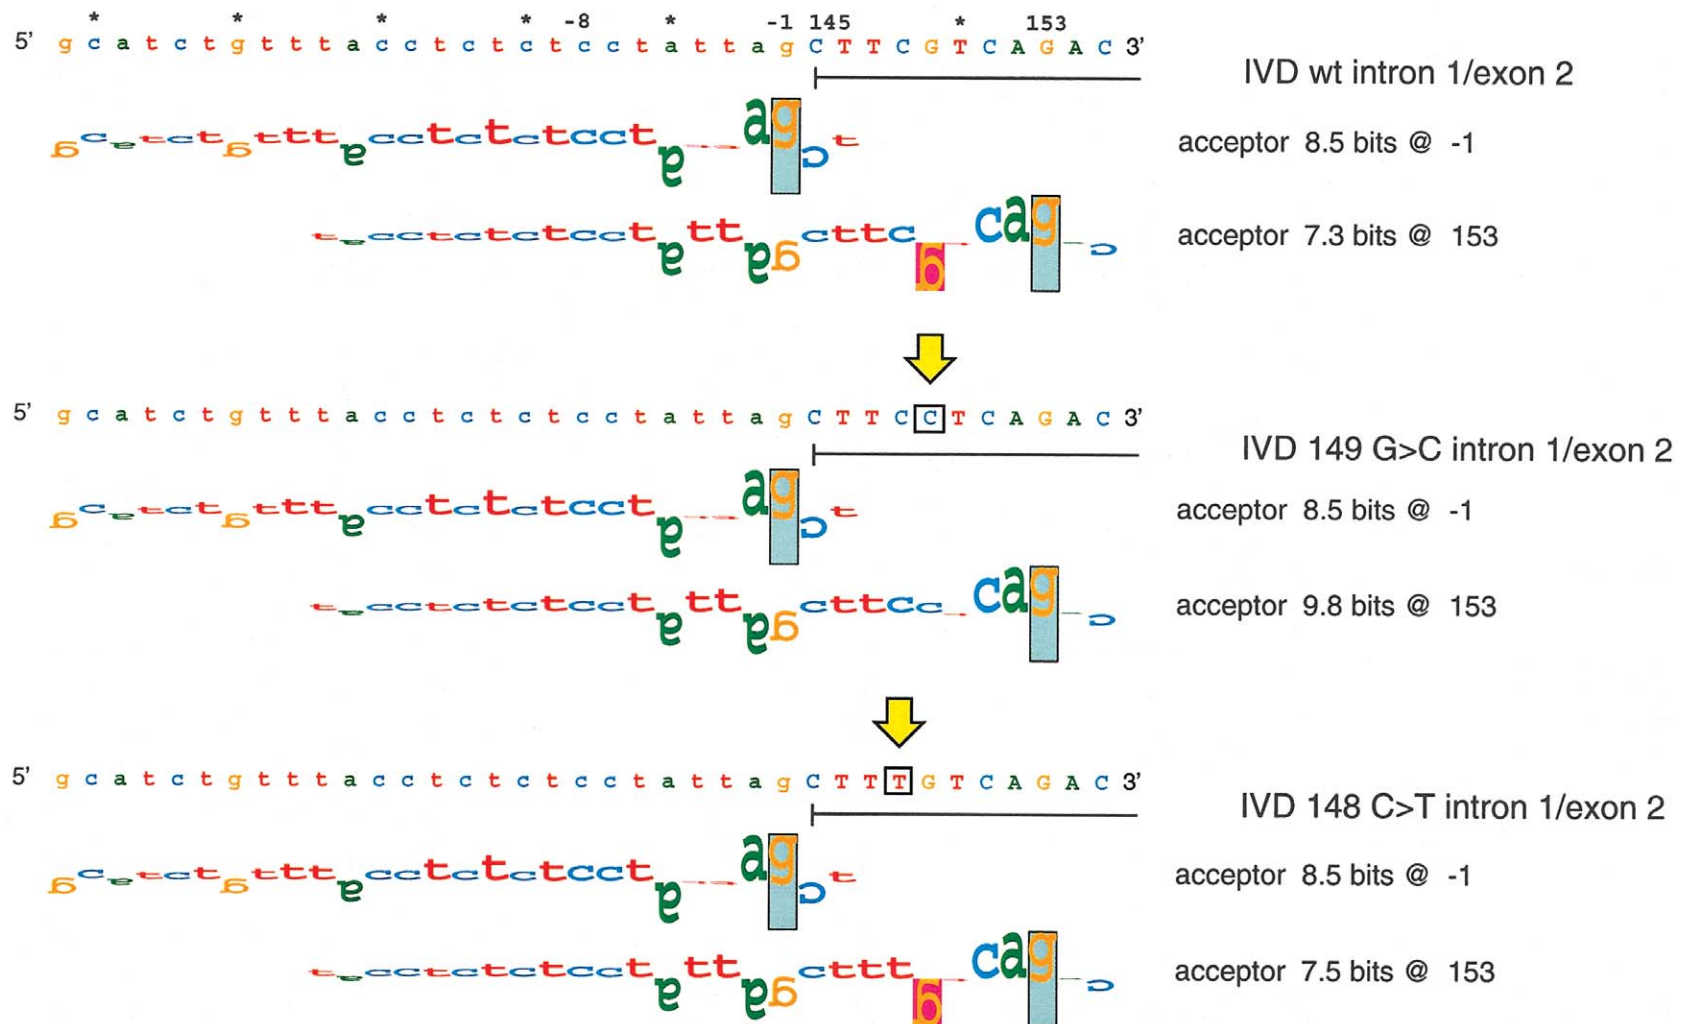 * * * * -8 * -1 145 * 153
5' g c a t c t g t t t a c c t c t c t c c t a t t a g C T T C G T C A G A C 3'
IVD wt intron 1/exon 2
g c a t c t g t t t a c c t c t c t c c t a t t a g c t
acceptor 8.5 bits @ -1
t a c c t c t c t c c t a t t a g c t t c g t c a g a c
acceptor 7.3 bits @ 153
5' g c a t c t g t t t a c c t c t c t c c t a t t a g C T T C C T C A G A C 3'
IVD 149 G>C intron 1/exon 2
g c a t c t g t t t a c c t c t c t c c t a t t a g c t
acceptor 8.5 bits @ -1
t a c c t c t c t c c t a t t a g c t t c c t c a g a c
acceptor 9.8 bits @ 153
5' g c a t c t g t t t a c c t c t c t c c t a t t a g C T T T G T C A G A C 3'
IVD 148 C>T intron 1/exon 2
g c a t c t g t t t a c c t c t c t c c t a t t a g c t
acceptor 8.5 bits @ -1
t a c c t c t c t c c t a t t a g c t t t g t c a g a c
acceptor 7.5 bits @ 153